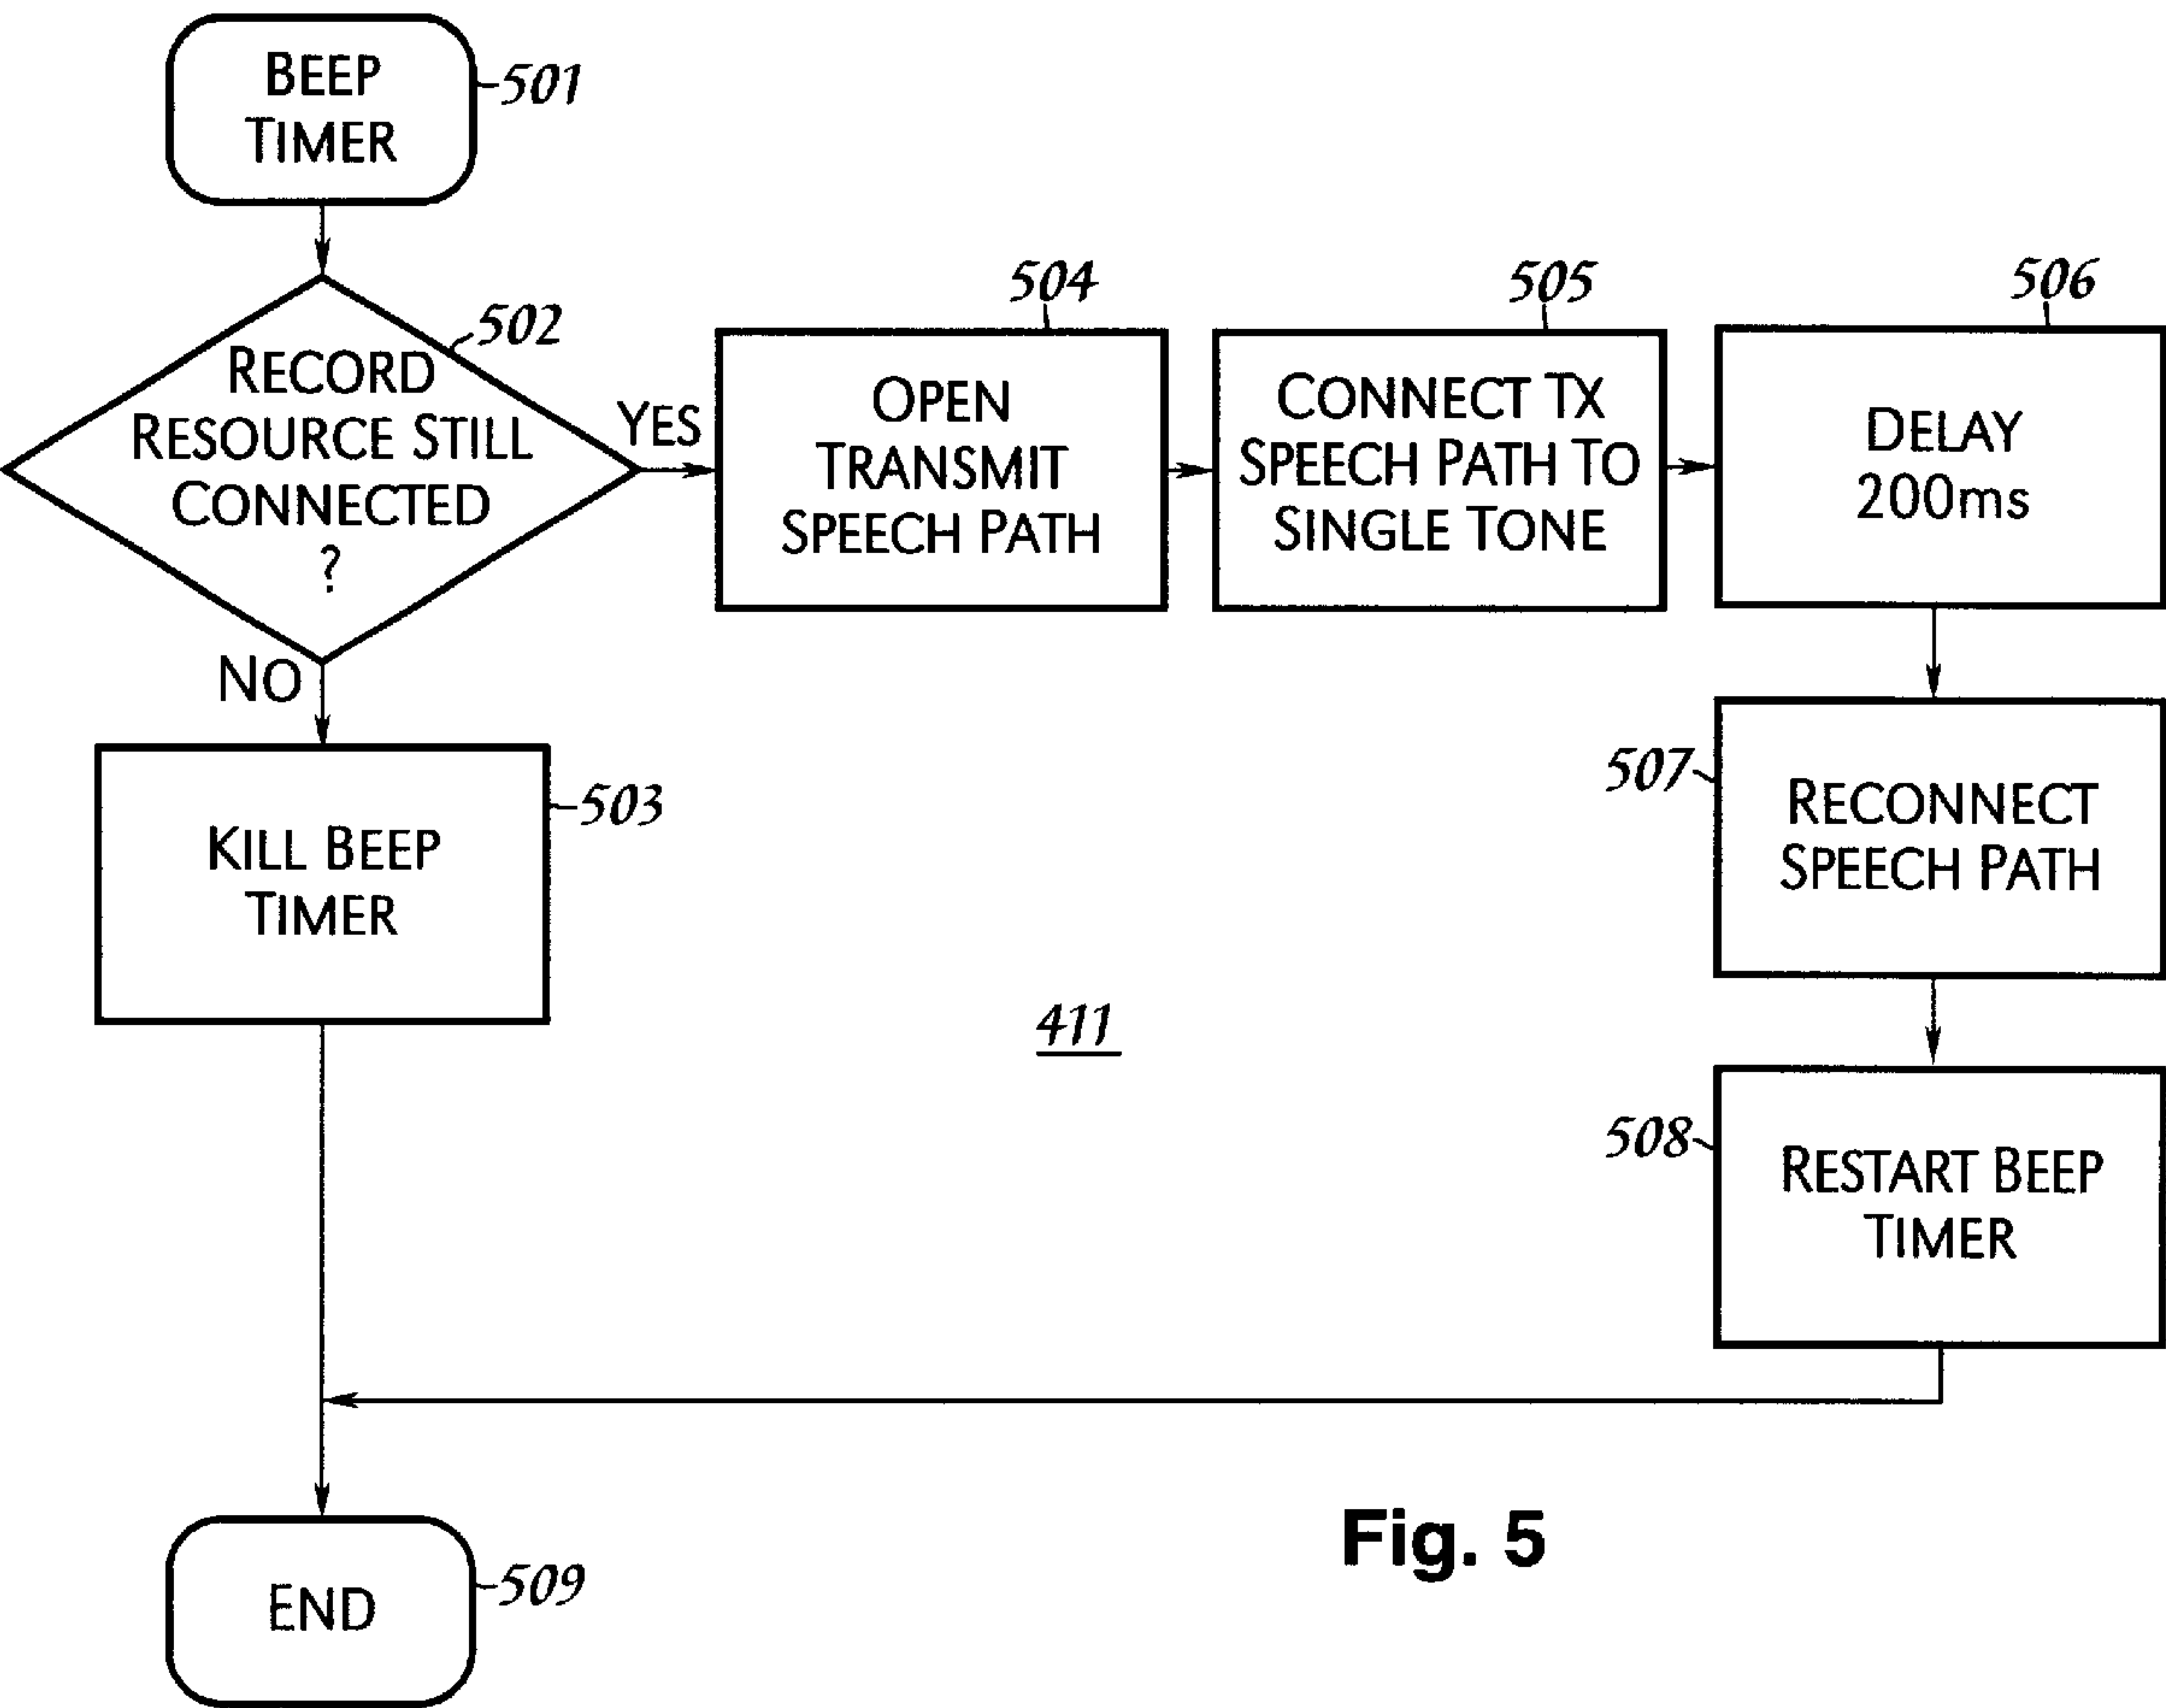 BEEP
TIMER
501
502
RECORD
RESOURCE STILL
CONNECTED
?
YES
NO
504
OPEN
TRANSMIT
SPEECH PATH
505
CONNECT TX
SPEECH PATH TO
SINGLE TONE
506
DELAY
200ms
503
KILL BEEP
TIMER
507
RECONNECT
SPEECH PATH
411
508
RESTART BEEP
TIMER
509
END
Fig. 5